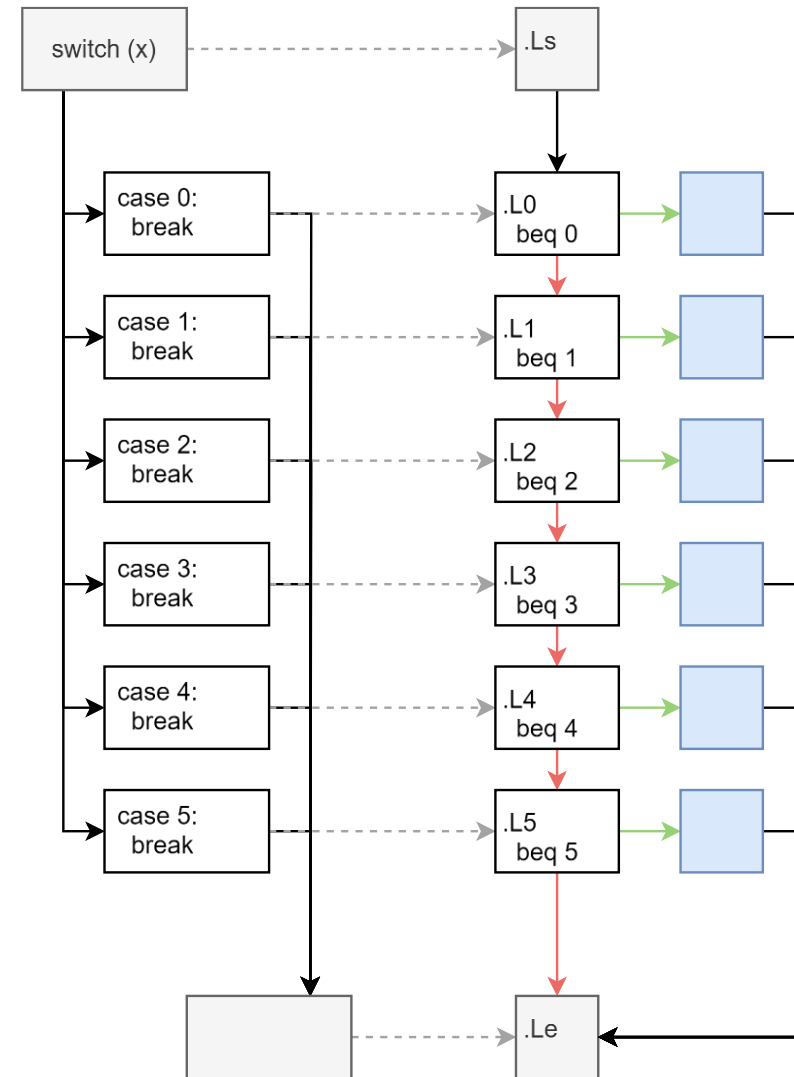 switch (x)
.Ls
case 0:
break
.L0
beq 0
case 1:
break
.L1
beq 1
case 2:
break
.L2
beq 2
case 3:
break
.L3
beq 3
case 4:
break
.L4
beq 4
case 5:
break
.L5
beq 5
.Le